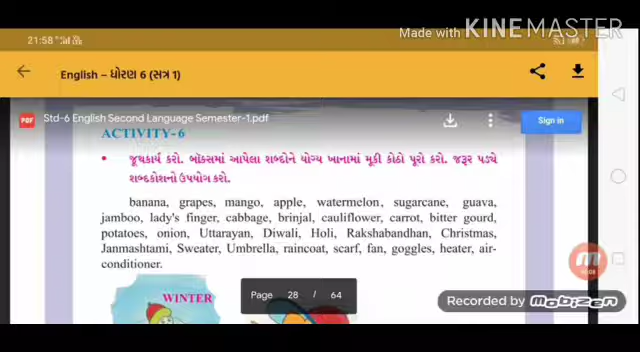 Made with KINEMASTER
21:58
English – ધોરણ 6 (સત્ર 1)
PDF Std-6 English Second Language Semester-1.pdf
Sign in
ACTIVITY-6
• જૂથકાર્ય કરો. બૉક્સમાં આપેલા શબ્દોને યોગ્ય ખાનામાં મૂકી કોઠો પૂરો કરો. જરૂર પડ્યે
શબ્દકોશનો ઉપયોગ કરો.
banana, grapes, mango, apple, watermelon, sugarcane, guava,
jamboo, lady's finger, cabbage, brinjal, cauliflower, carrot, bitter gourd,
potatoes, onion, Uttarayan, Diwali, Holi, Rakshabandhan, Christmas,
Janmashtami, Sweater, Umbrella, raincoat, scarf, fan, goggles, heater, air-
conditioner.
WINTER
Page 28 / 64
Recorded by Mobizen